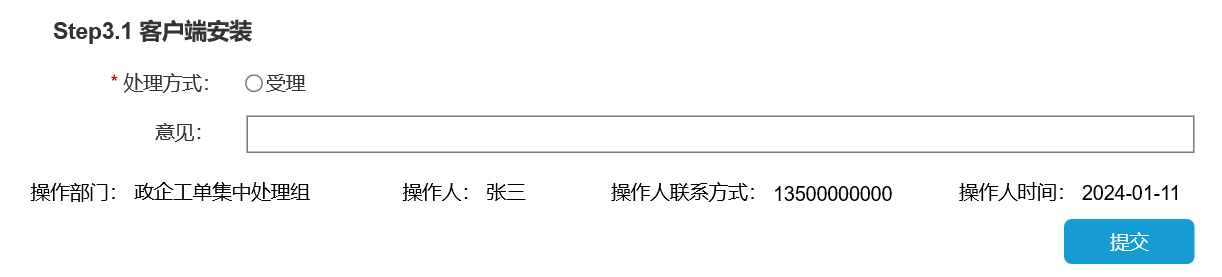 Step3.1 客户端安装
* 处理方式： 受理
意见：
操作部门： 政企工单集中处理组 操作人： 张三 操作人联系方式： 13500000000 操作人时间： 2024-01-11
提交